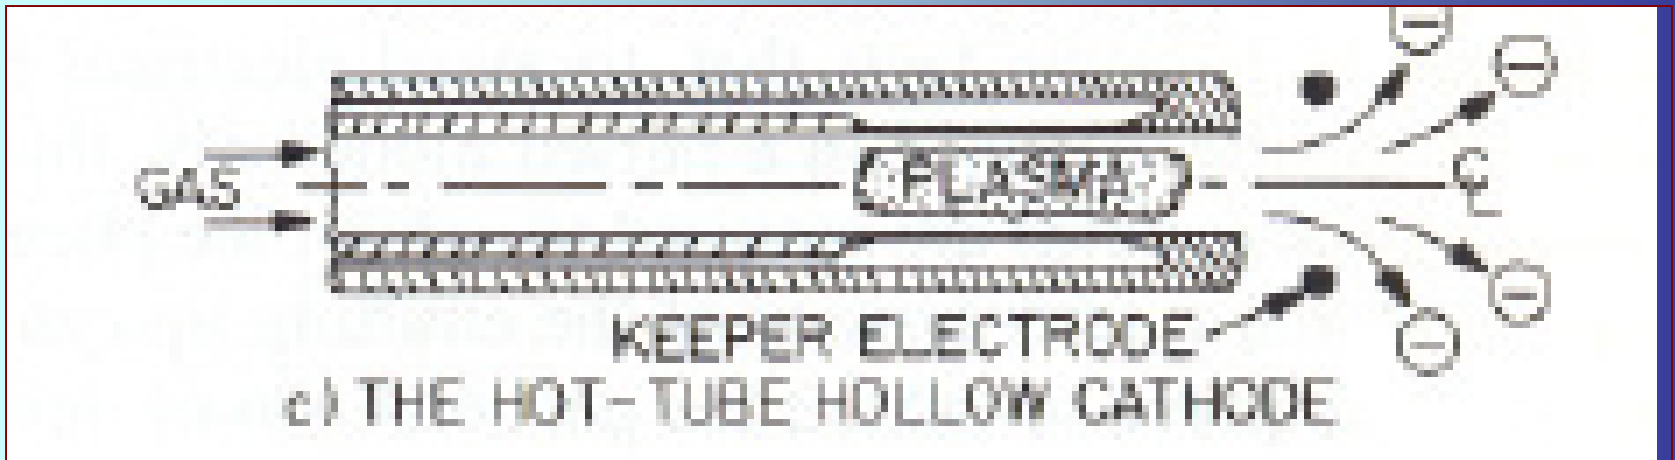 GAS
PLASMA
℄
KEEPER ELECTRODE
c) THE HOT-TUBE HOLLOW CATHODE